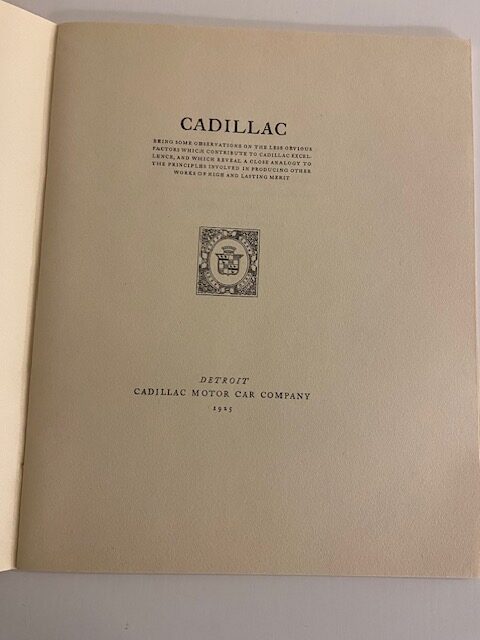 CADILLAC
BEING SOME OBSERVATIONS ON THE LESS OBVIOUS
FACTORS WHICH CONTRIBUTE TO CADILLAC EXCEL-
LENCE, AND WHICH REVEAL A CLOSE ANALOGY TO
THE PRINCIPLES INVOLVED IN PRODUCING OTHER
WORKS OF HIGH AND LASTING MERIT
DETROIT
CADILLAC MOTOR CAR COMPANY
1925